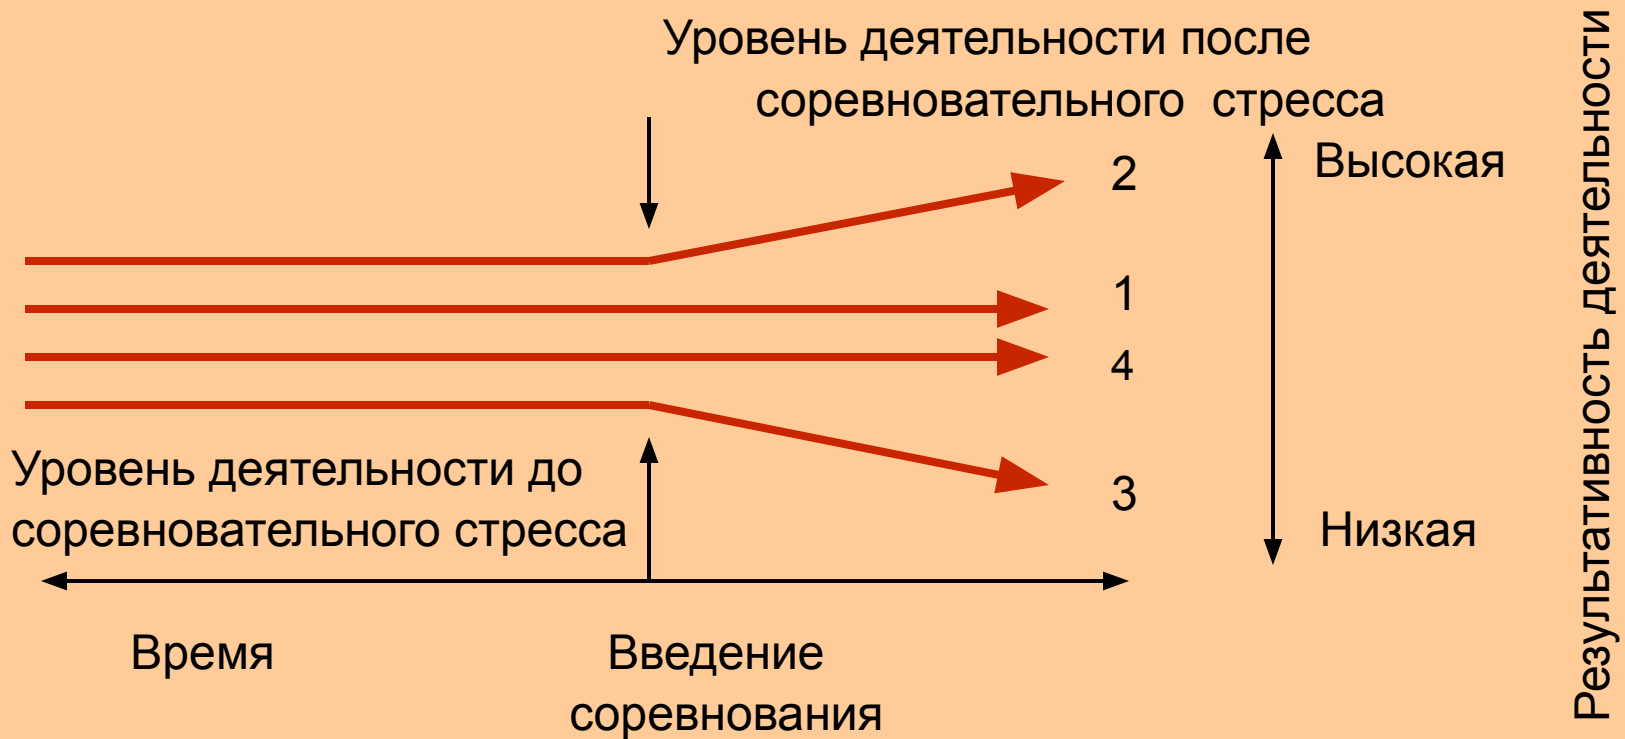 Уровень деятельности после
соревновательного стресса
Высокая
2
1
4
3
Уровень деятельности до
соревновательного стресса
Низкая
Время
Введение
соревнования
Результативность деятельности